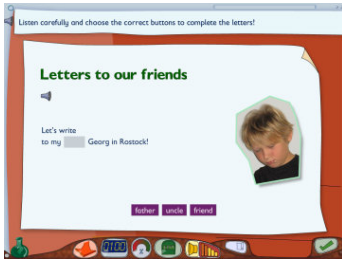 Listen carefully and choose the correct buttons to complete the letters!
Letters to our friends
Let's write
to my Georg in Rostock!
father uncle friend